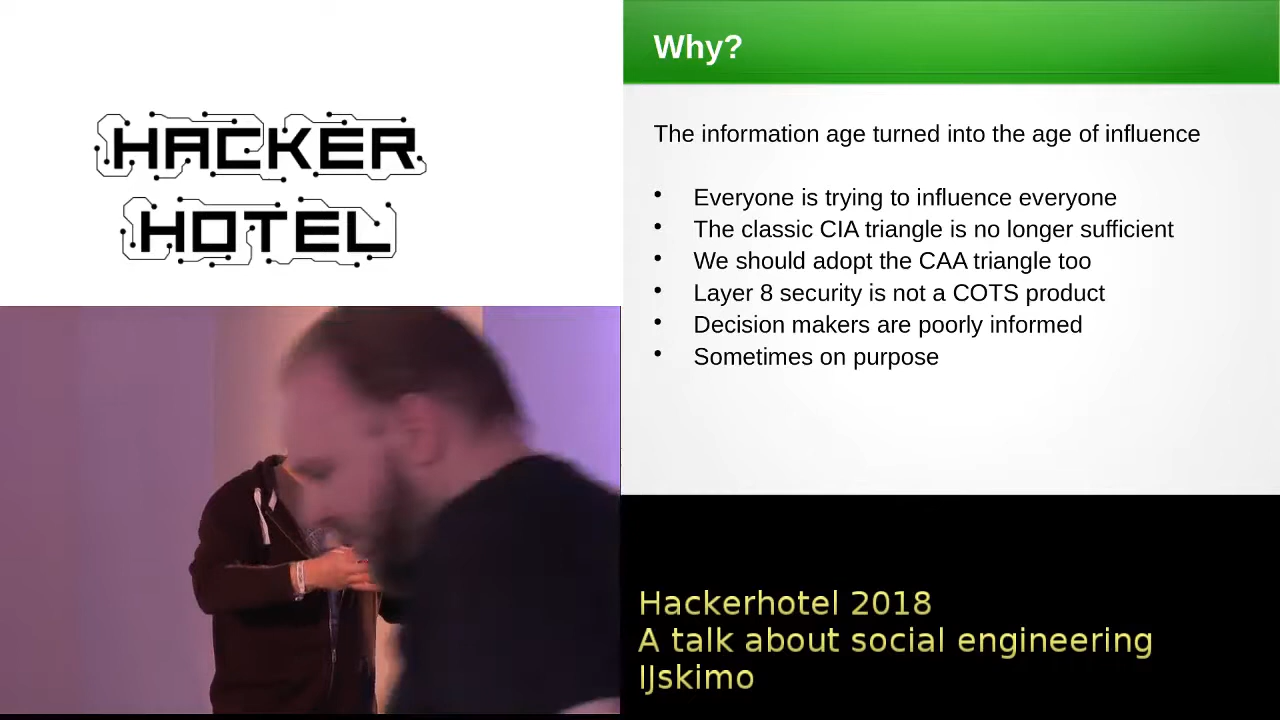 HACKER
HOTEL
Why?
The information age turned into the age of influence
• Everyone is trying to influence everyone
• The classic CIA triangle is no longer sufficient
• We should adopt the CAA triangle too
• Layer 8 security is not a COTS product
• Decision makers are poorly informed
• Sometimes on purpose
Hackerhotel 2018
A talk about social engineering
IJskimo